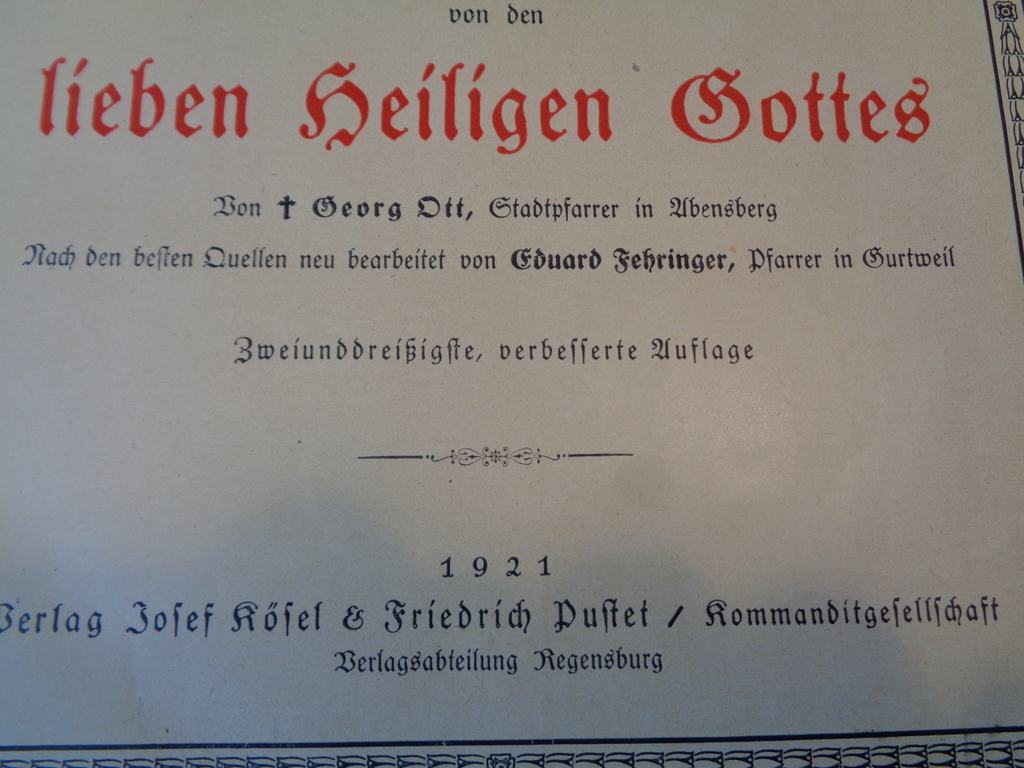 von den
lieben Heiligen Gottes
Von † Georg Ott, Stadtpfarrer in Abensberg
Nach den besten Quellen neu bearbeitet von Eduard Fehringer, Pfarrer in Gurtweil
Zweiunddreißigste, verbesserte Auflage
1921
Verlag Josef Kösel & Friedrich Pustet / Kommanditgesellschaft
Verlagsabteilung Regensburg